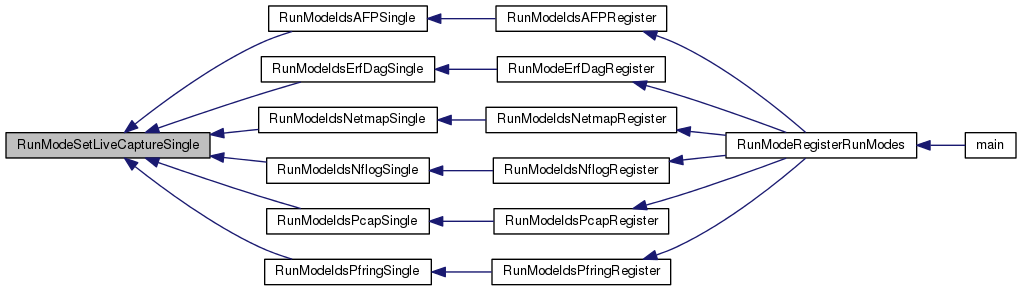 RunModeIdsAFPSingle
RunModeIdsAFPRegister
RunModeIdsErfDagSingle
RunModeErfDagRegister
RunModeIdsNetmapSingle
RunModeIdsNetmapRegister
RunModeSetLiveCaptureSingle
RunModeRegisterRunModes
main
RunModeIdsNflogSingle
RunModeIdsNflogRegister
RunModeIdsPcapSingle
RunModeIdsPcapRegister
RunModeIdsPfringSingle
RunModeIdsPfringRegister